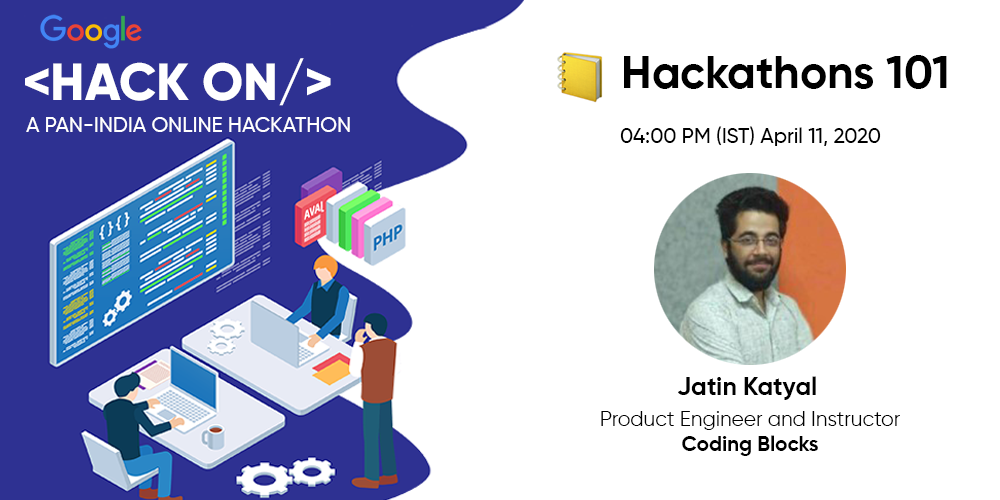 Google
<HACK ON/>
A PAN-INDIA ONLINE HACKATHON
{}{}
AVAL
PHP
Hackathons 101
04:00 PM (IST) April 11, 2020
Jatin Katyal
Product Engineer and Instructor
Coding Blocks